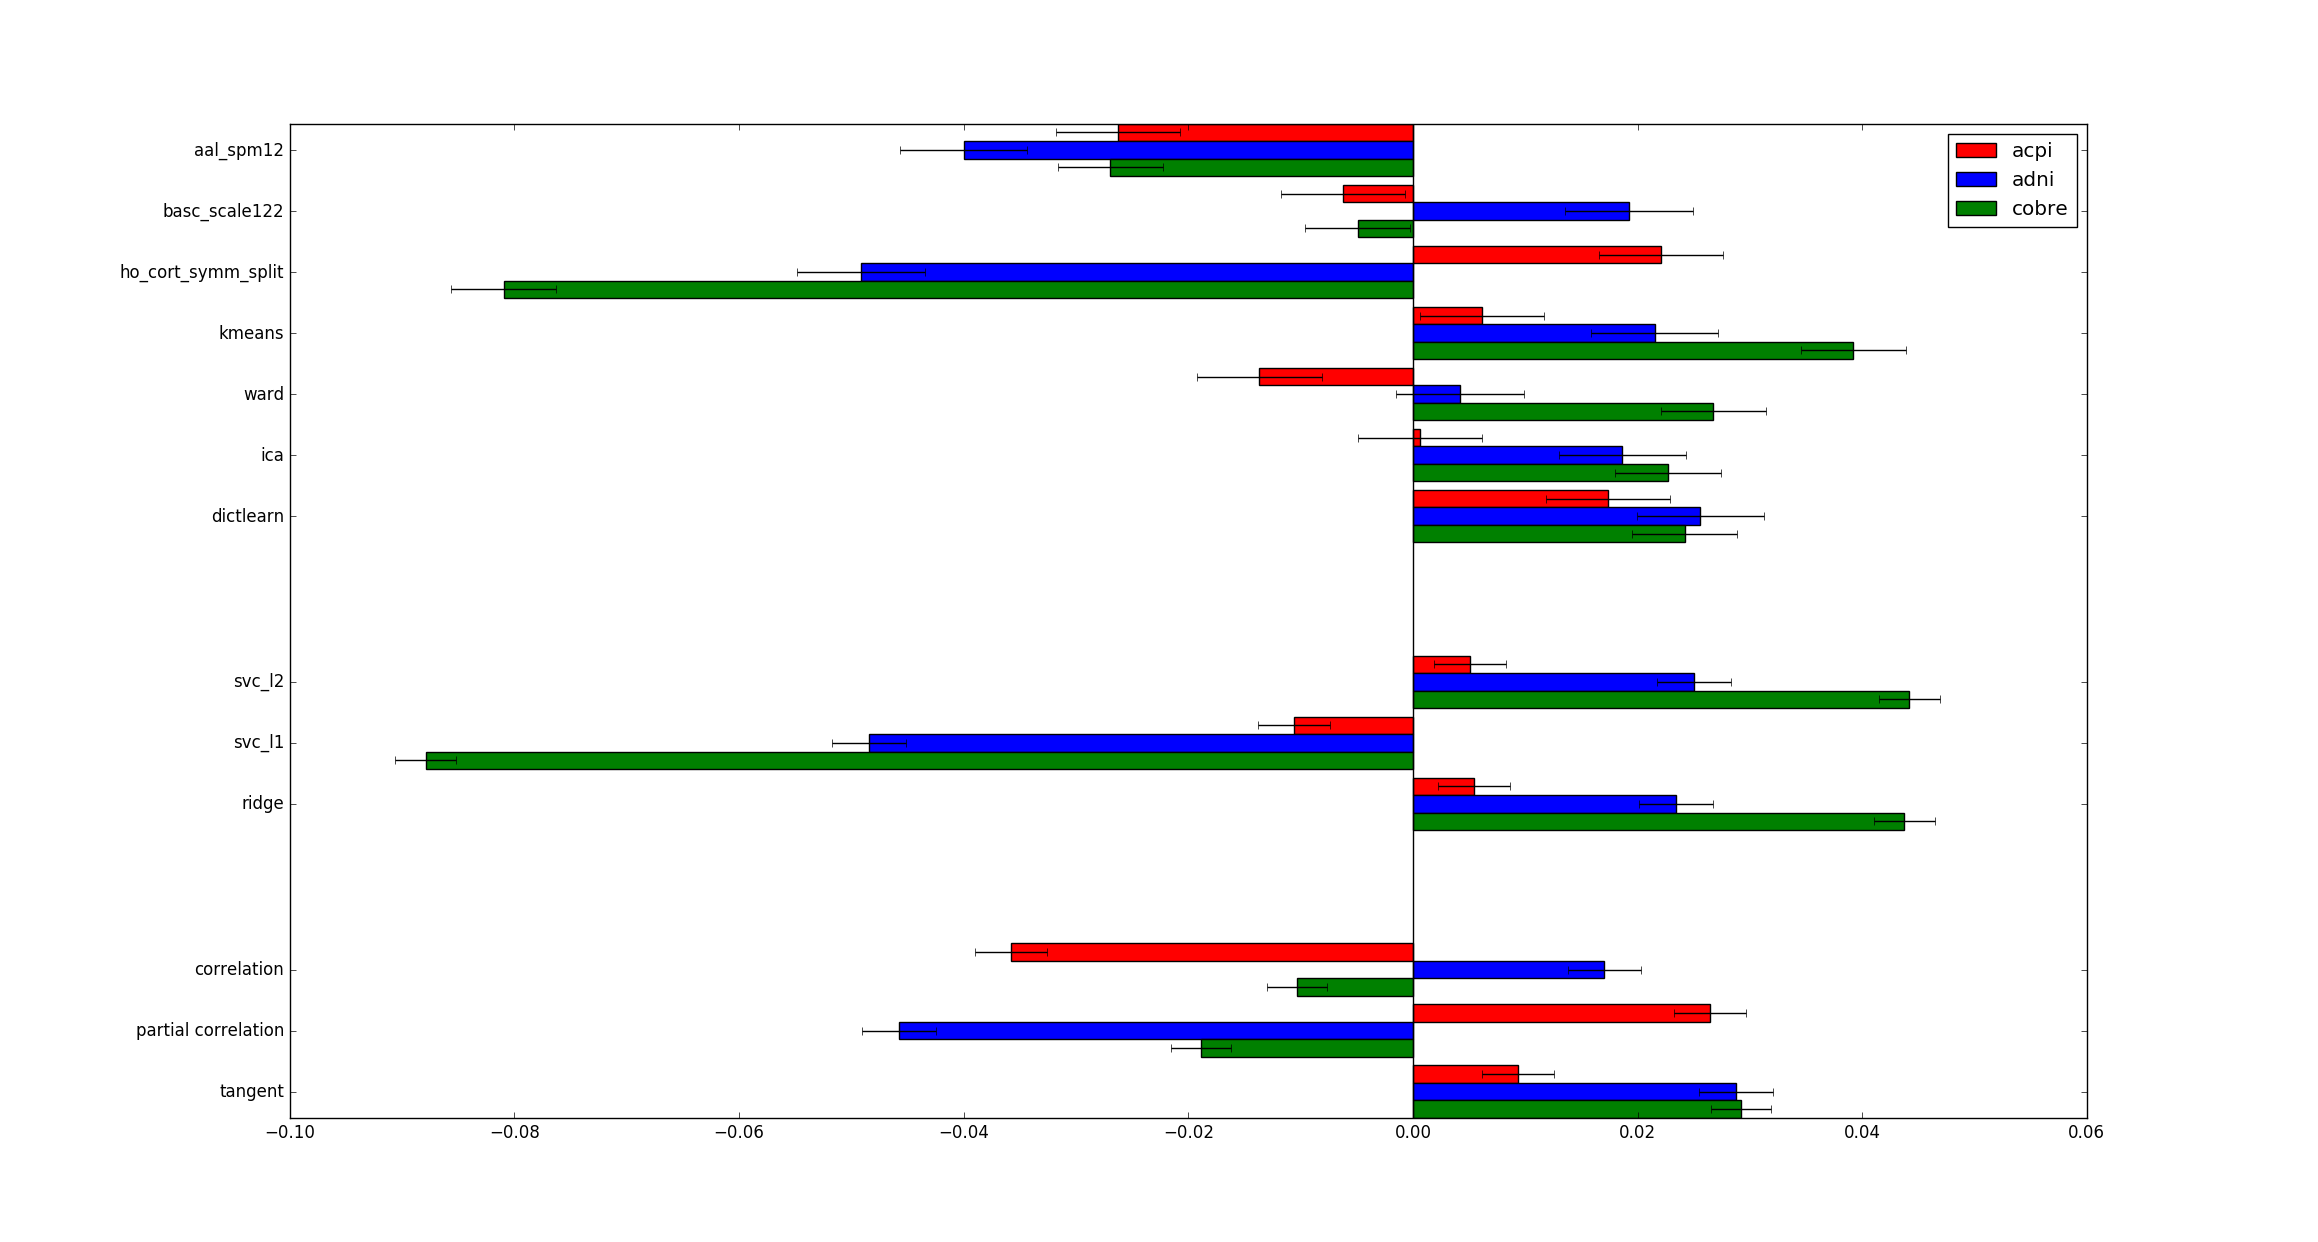 aal_spm12
basc_scale122
ho_cort_symm_split
kmeans
ward
ica
dictlearn
svc_l2
svc_l1
ridge
correlation
partial correlation
tangent
−0.10 −0.08 −0.06 −0.04 −0.02 0.00 0.02 0.04 0.06
acpi
adni
cobre